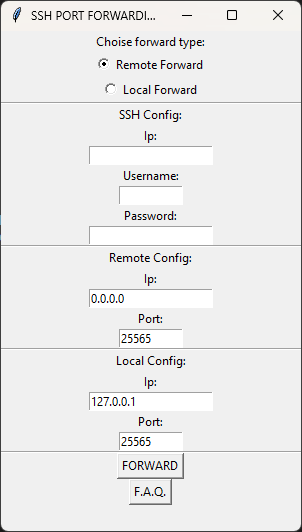 SSH PORT FORWARDI...
Choise forward type:
Remote Forward
Local Forward
SSH Config:
Ip:
Username:
Password:
Remote Config:
Ip:
0.0.0.0
Port:
25565
Local Config:
Ip:
127.0.0.1
Port:
25565
FORWARD
F.A.Q.